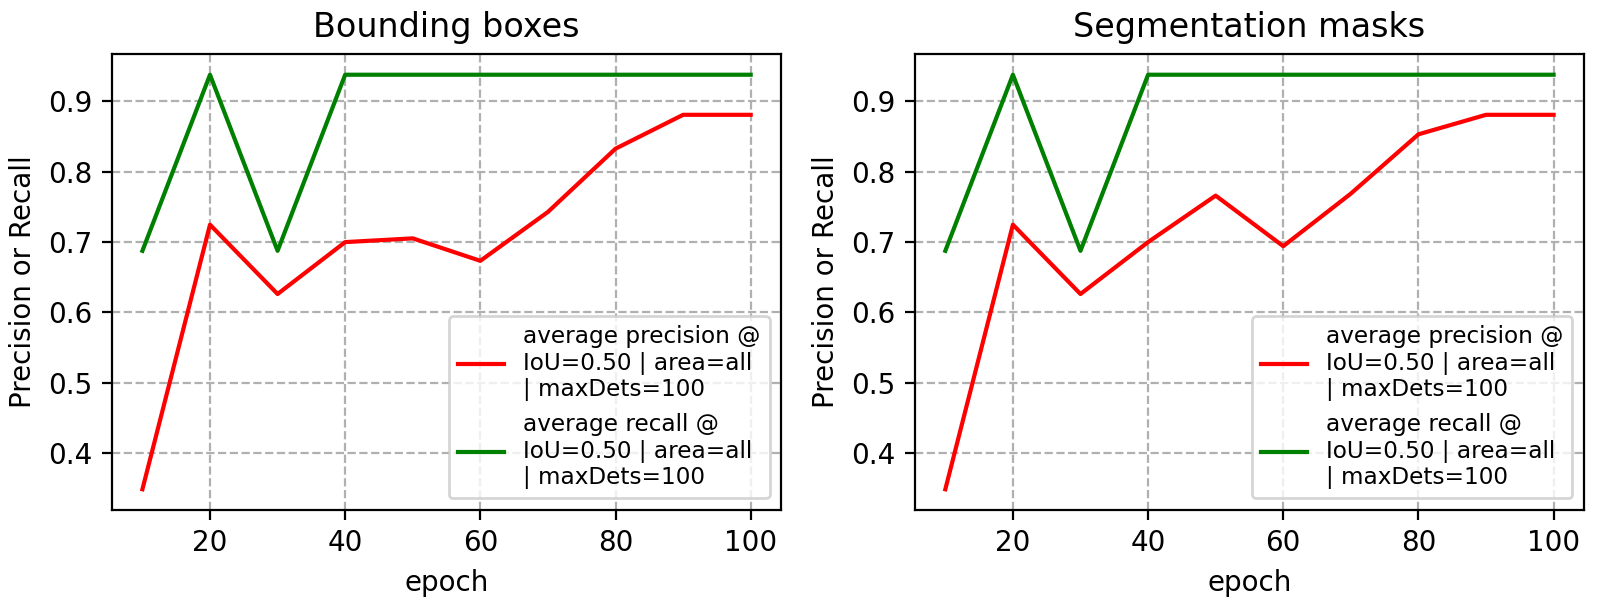 Bounding boxes
Precision or Recall
0.9
0.8
0.7
0.6
0.5
0.4
average precision @
IoU=0.50 | area=all
| maxDets=100
average recall @
IoU=0.50 | area=all
| maxDets=100
20 40 60 80 100
epoch
Segmentation masks
Precision or Recall
0.9
0.8
0.7
0.6
0.5
0.4
average precision @
IoU=0.50 | area=all
| maxDets=100
average recall @
IoU=0.50 | area=all
| maxDets=100
20 40 60 80 100
epoch